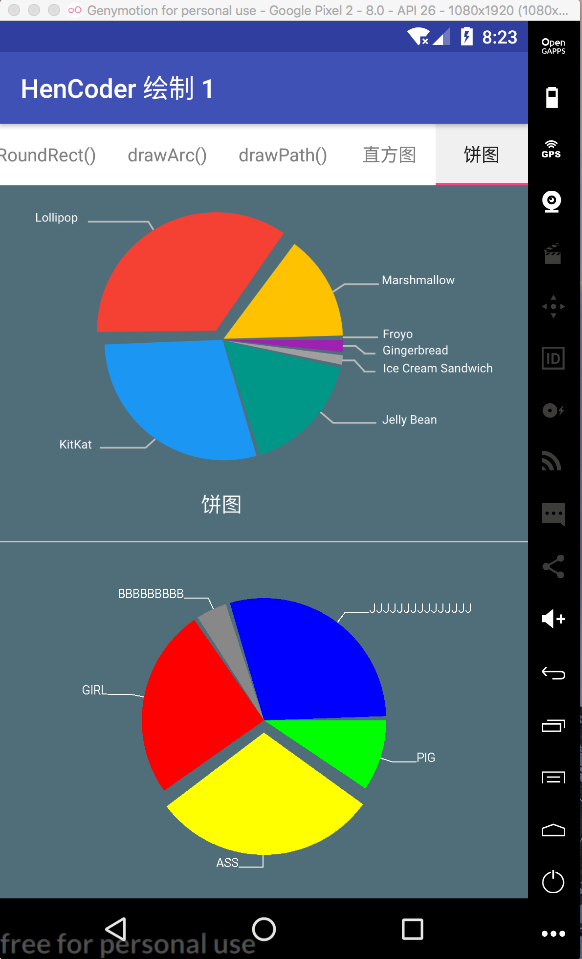 Genymotion for personal use - Google Pixel 2 - 8.0 - API 26 - 1080x1920 (1080x...
8:23
Open
GAPPS
HenCoder 绘制 1
RoundRect()
drawArc()
drawPath()
直方图
饼图
GPS
ID
Lollipop
Marshmallow
Froyo
Gingerbread
Ice Cream Sandwich
Jelly Bean
KitKat
饼图
BBBBBBBBB
JJJJJJJJJJJJJJJ
GIRL
PIG
ASS
free for personal use